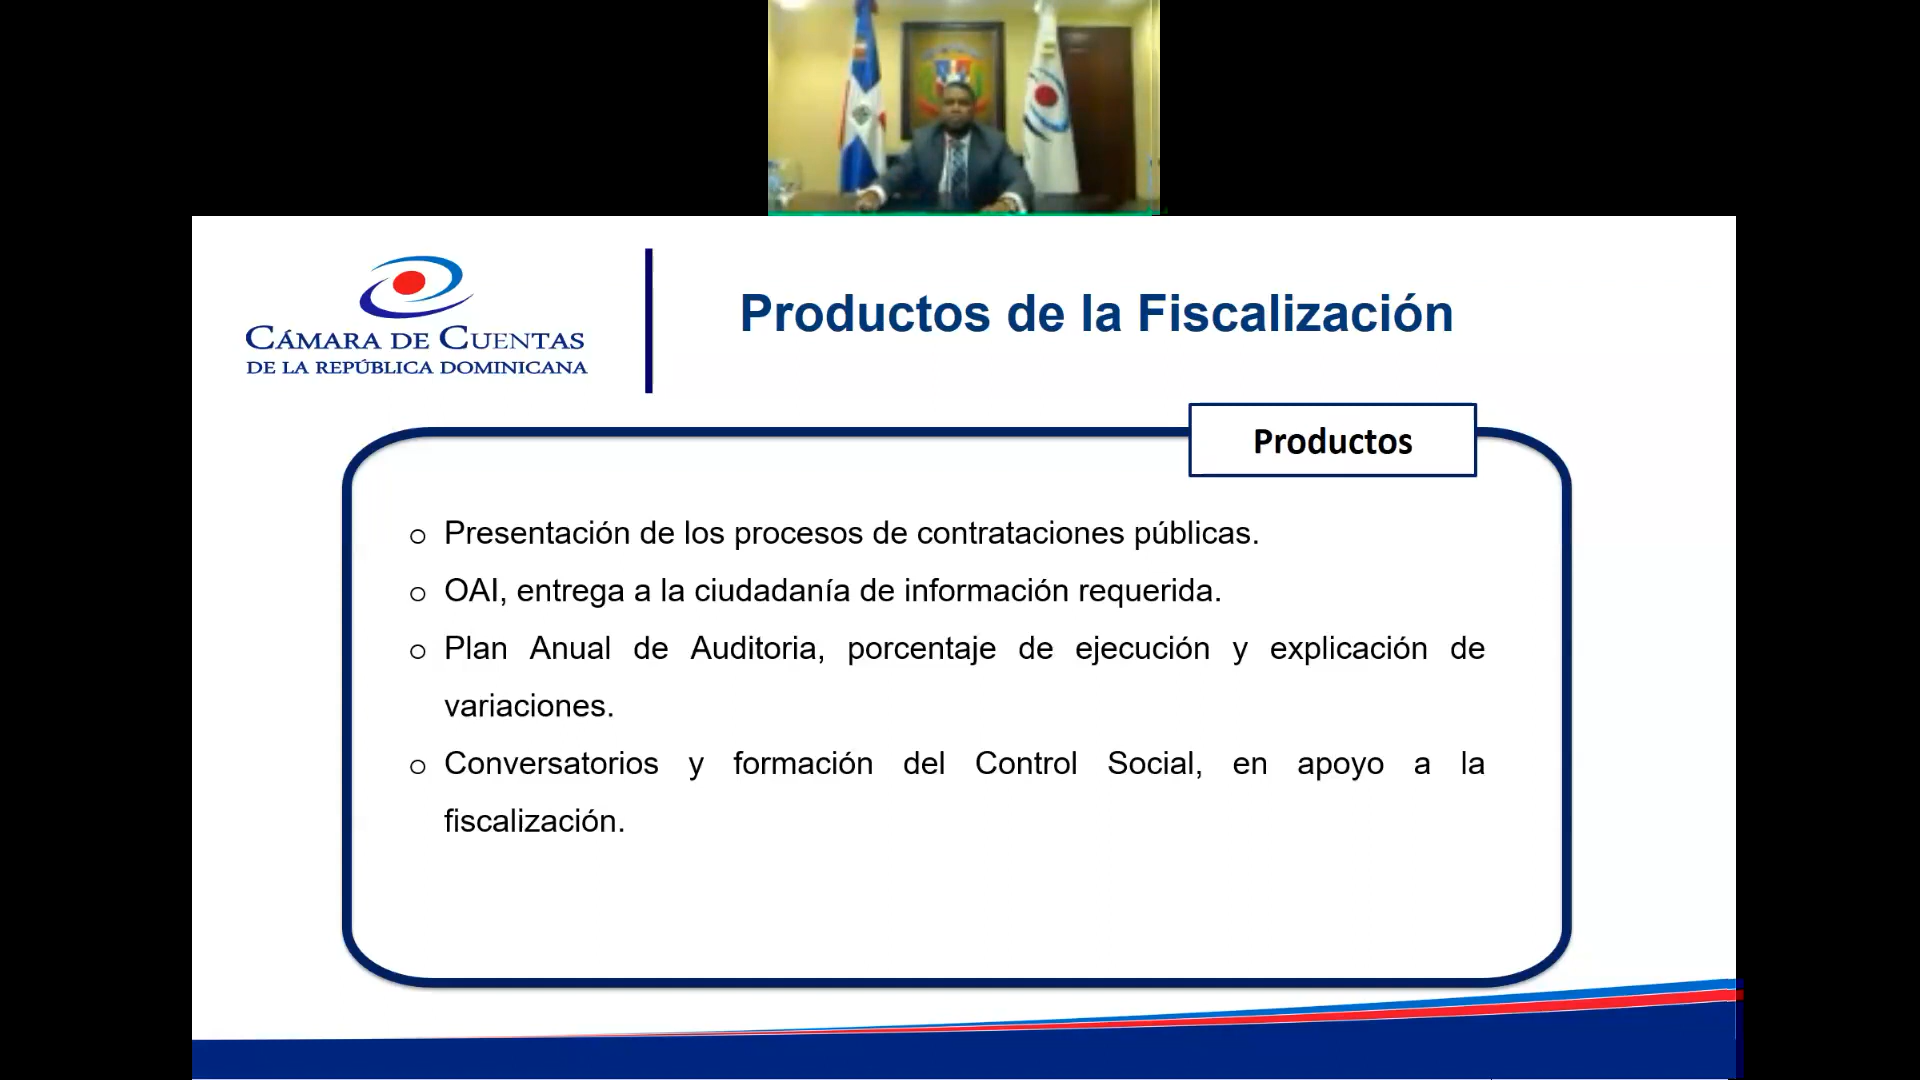 CÁMARA DE CUENTAS
DE LA REPÚBLICA DOMINICANA
Productos de la Fiscalización
Productos
Presentación de los procesos de contrataciones públicas.
OAI, entrega a la ciudadanía de información requerida.
Plan Anual de Auditoria, porcentaje de ejecución y explicación de
variaciones.
Conversatorios y formación del Control Social, en apoyo a la
fiscalización.